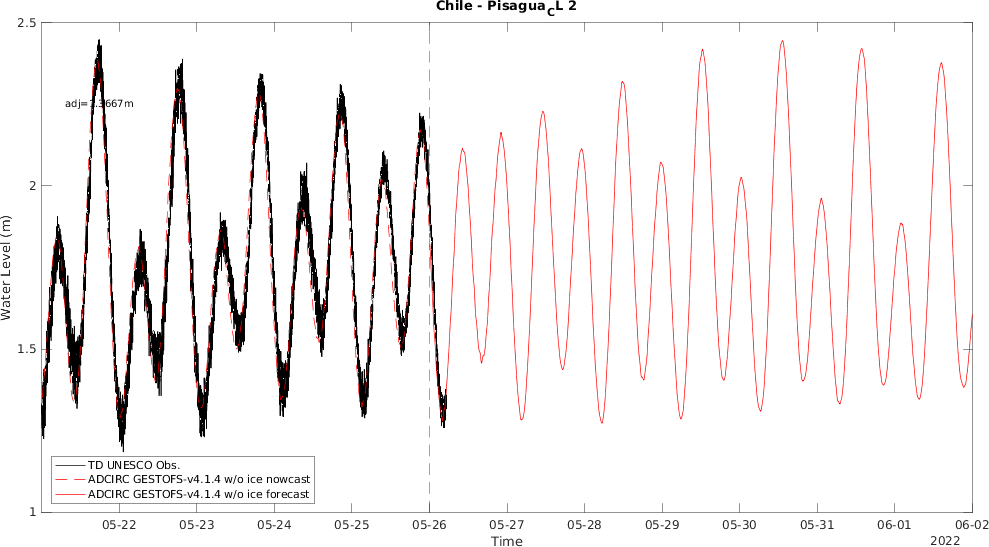 Chile - Pisagua_CL 2
2.5
2
1.5
1
Water Level (m)
adj=1.3667m
TD UNESCO Obs.
ADCIRC GESTOFS-v4.1.4 w/o ice nowcast
ADCIRC GESTOFS-v4.1.4 w/o ice forecast
05-22 05-23 05-24 05-25 05-26 05-27 05-28 05-29 05-30 05-31 06-01 06-02
Time
2022